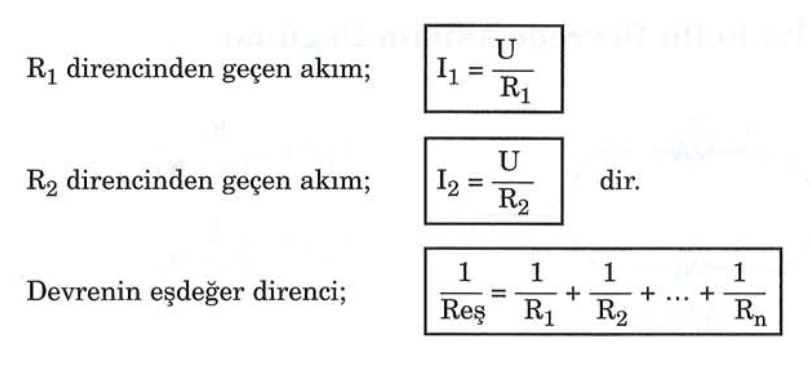 R₁ direncinden geçen akım; I₁ = U/R₁
R₂ direncinden geçen akım; I₂ = U/R₂ dir.
Devrenin eşdeğer direnci; 1/Reş = 1/R₁ + 1/R₂ + ... + 1/Rₙ